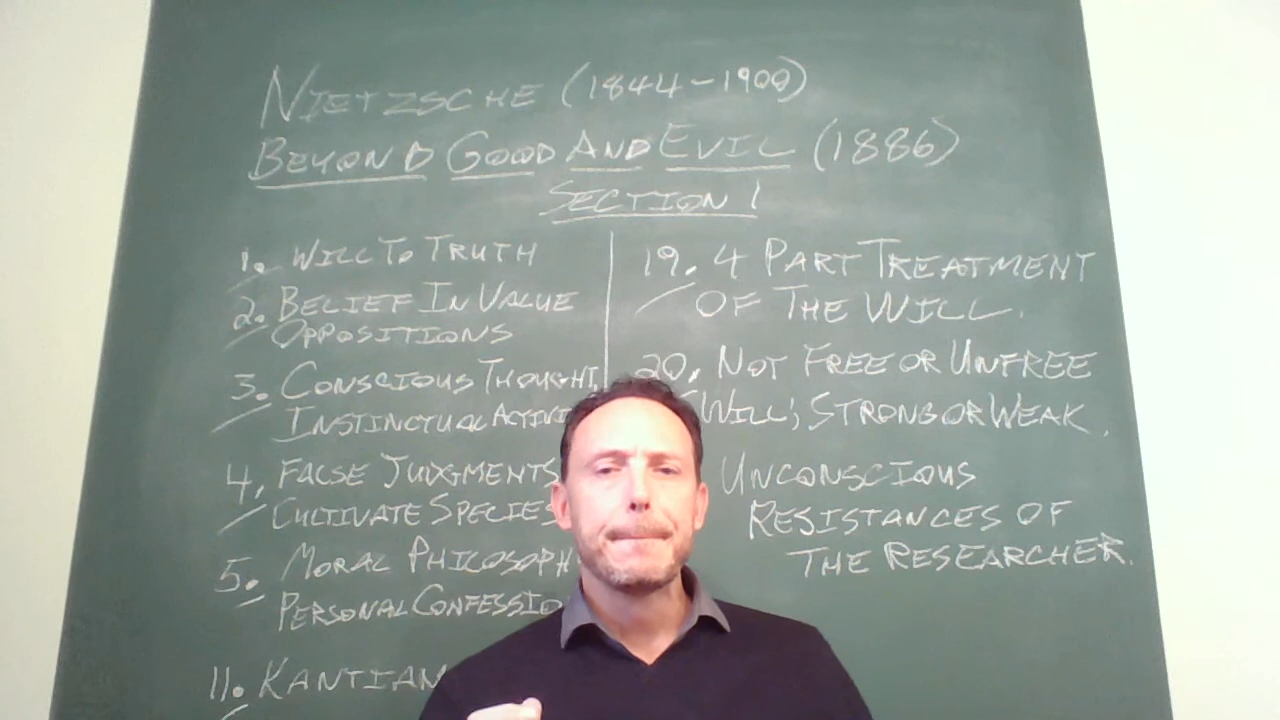 NIETZSCHE (1844-1900)
BEYOND GOOD AND EVIL (1886)
SECTION 1
1. WILL TO TRUTH
2. BELIEF IN VALUE
OPPOSITIONS
3. CONSCIOUS THOUGHT,
INSTINCTUAL
4. FALSE JUDGMENTS
CULTIVATE SPECIES
5. MORAL
PERSONAL
11. KANTIAN
19. 4 PART TREATMENT
OF THE WILL.
20. NOT FREE OR UNFREE
WILL; STRONG OR WEAK.
UNCONSCIOUS
RESISTANCES OF
THE RESEARCHER.